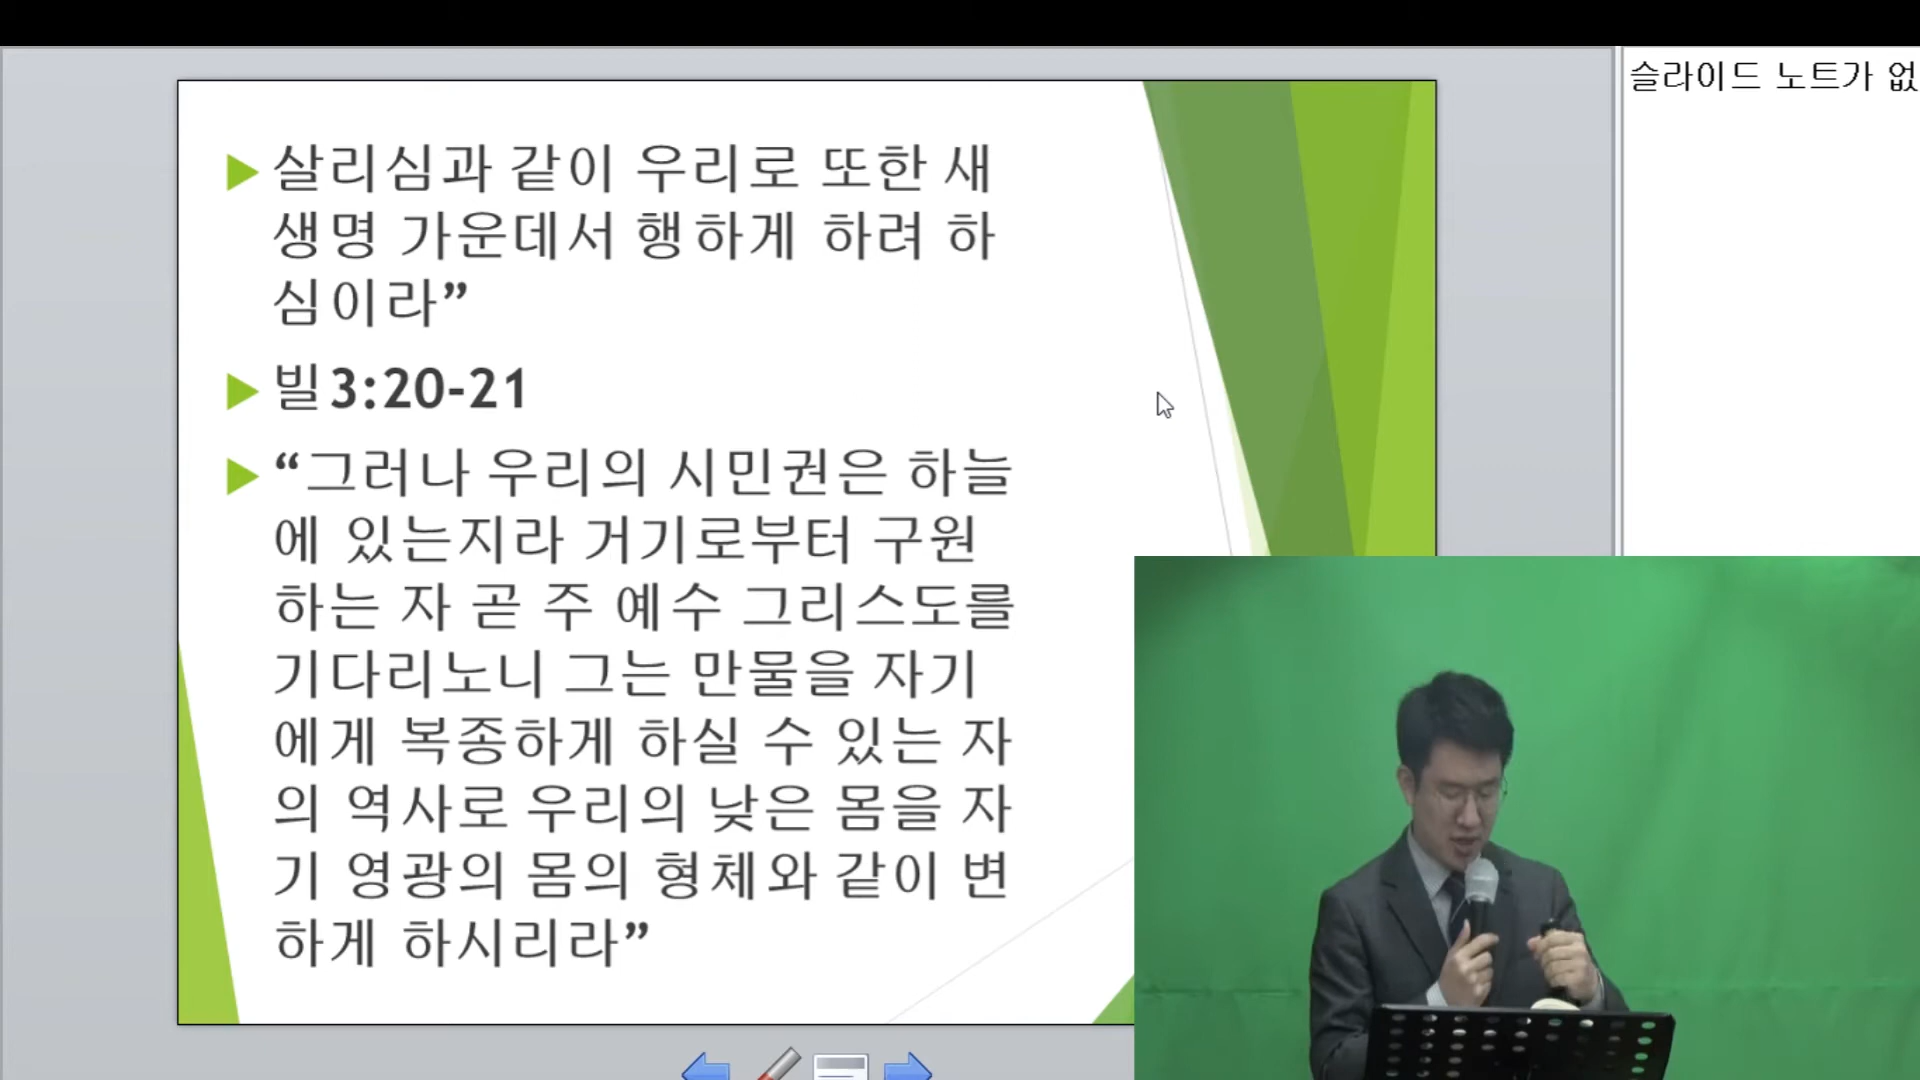 살리심과 같이 우리로 또한 새
생명 가운데서 행하게 하려 하
심이라”
빌3:20-21
“그러나 우리의 시민권은 하늘
에 있는지라 거기로부터 구원
하는 자 곧 주 예수 그리스도를
기다리노니 그는 만물을 자기
에게 복종하게 하실 수 있는 자
의 역사로 우리의 낮은 몸을 자
기 영광의 몸의 형체와 같이 변
하게 하시리라”
슬라이드 노트가 없